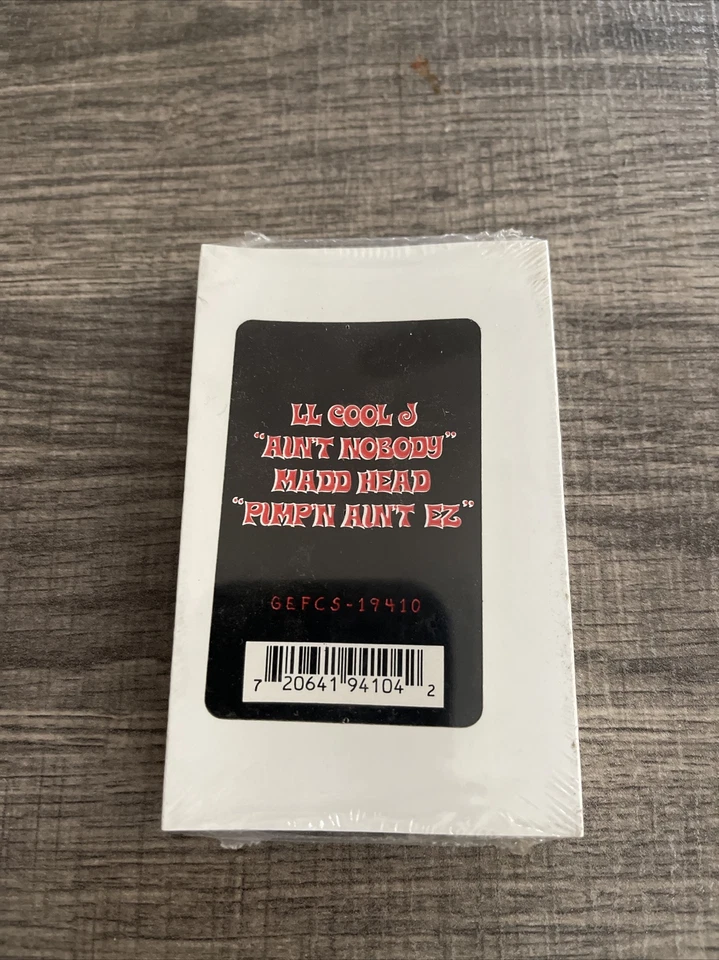 LL COOL J
"AIN'T NOBODY"
MADD HEAD
"PIMP'N AIN'T EZ"
GEFCS-19410
7 20641 94104 2